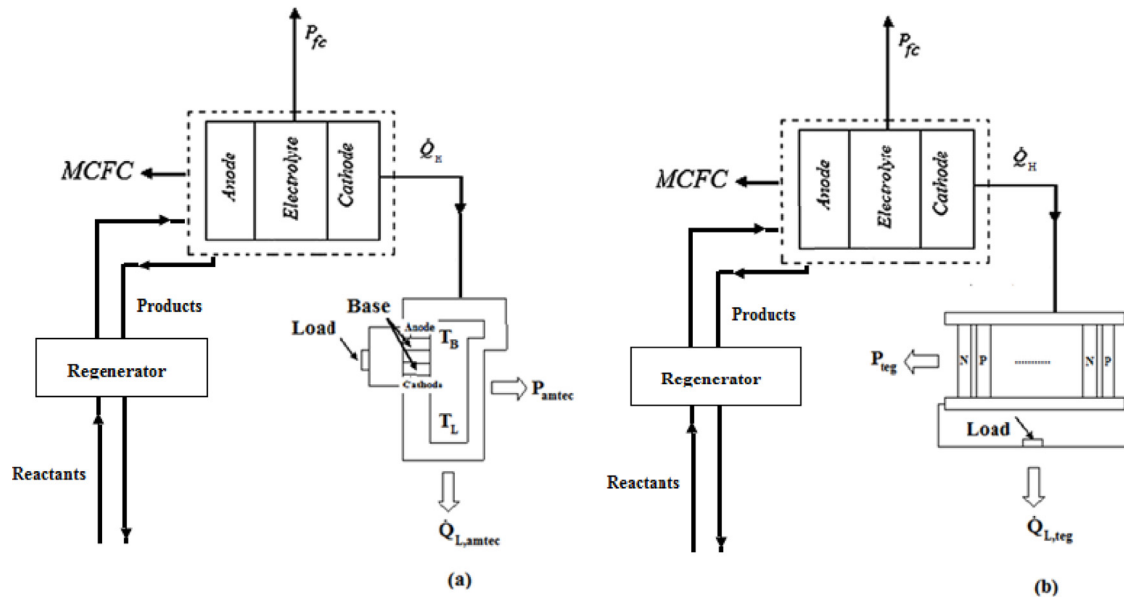 P_fc
MCFC
Anode
Electrolyte
Cathode
Q̇_H
Products
Regenerator
Reactants
Base
Load
Anode
T_B
Cathode
T_L
P_amtec
Q̇_L,amtec
(a)
P_fc
MCFC
Anode
Electrolyte
Cathode
Q̇_H
Products
Regenerator
Reactants
P_teg
N P ............ N P
Load
Q̇_L,teg
(b)